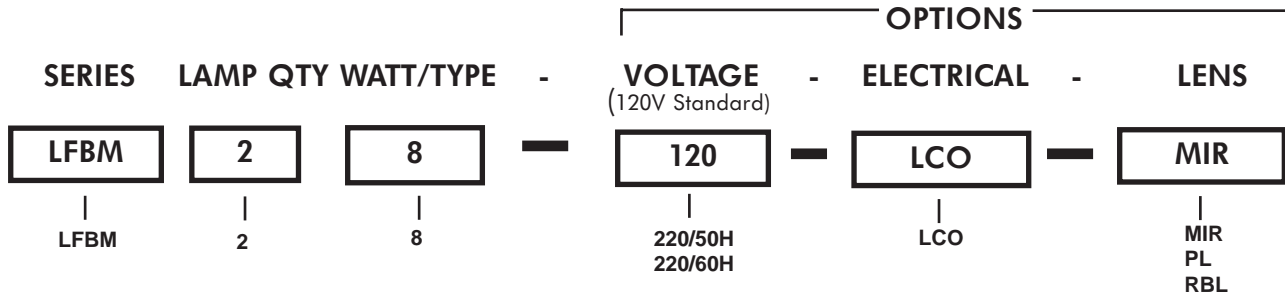 OPTIONS
SERIES LAMP QTY WATT/TYPE - VOLTAGE - ELECTRICAL - LENS
(120V Standard)
LFBM 2 8 - 120 - LCO - MIR
LFBM 2 8 220/50H LCO MIR
220/60H PL
RBL